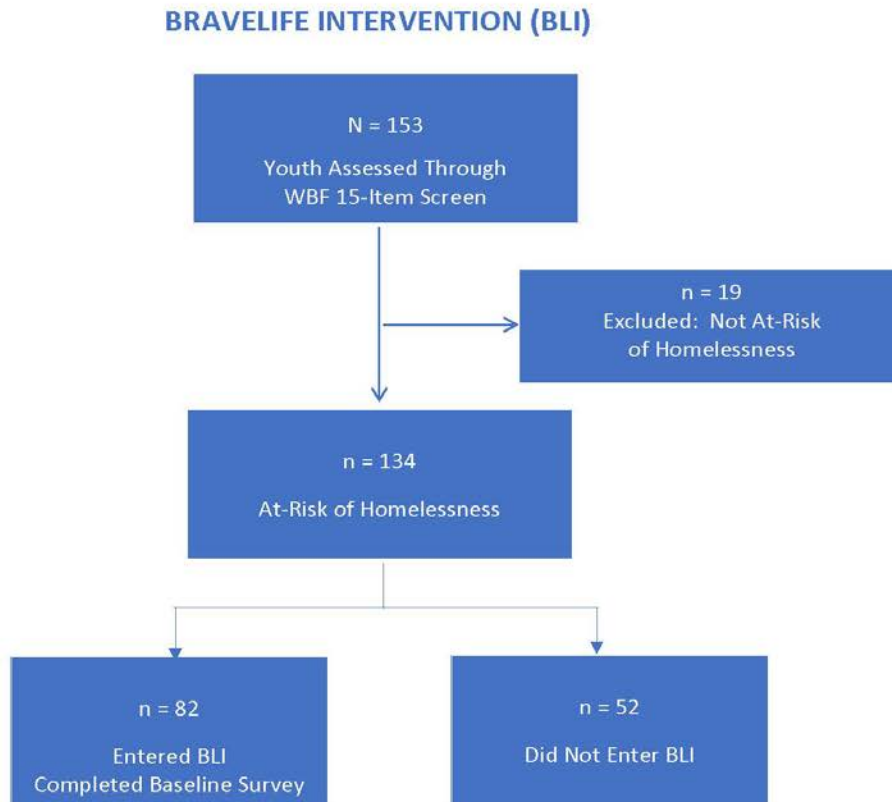 BRAVELIFE INTERVENTION (BLI)
N = 153
Youth Assessed Through
WBF 15-Item Screen
n = 19
Excluded: Not At-Risk
of Homelessness
n = 134
At-Risk of Homelessness
n = 82
Entered BLI
Completed Baseline Survey
n = 52
Did Not Enter BLI